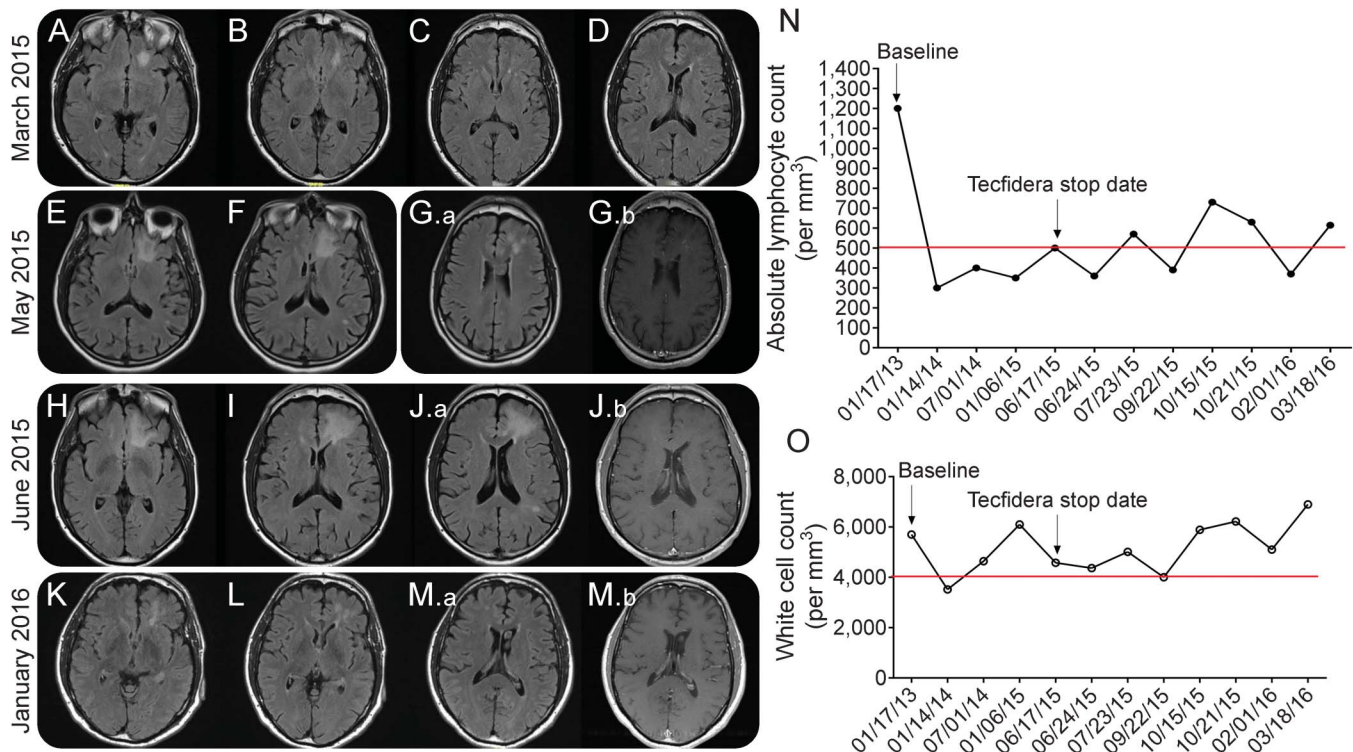 March 2015
A
B
C
D
May 2015
E
F
G.a
G.b
June 2015
H
I
J.a
J.b
January 2016
K
L
M.a
M.b
N
Baseline
Tecfidera stop date
Absolute lymphocyte count
(per mm³)
1,400
1,300
1,200
1,100
1,000
900
800
700
600
500
400
300
200
100
0
01/17/13
01/14/14
07/01/14
01/06/15
06/17/15
06/24/15
07/23/15
09/22/15
10/15/15
10/21/15
02/01/16
03/18/16
O
Baseline
Tecfidera stop date
White cell count
(per mm³)
8,000
6,000
4,000
2,000
0
01/17/13
01/14/14
07/01/14
01/06/15
06/17/15
06/24/15
07/23/15
09/22/15
10/15/15
10/21/15
02/01/16
03/18/16